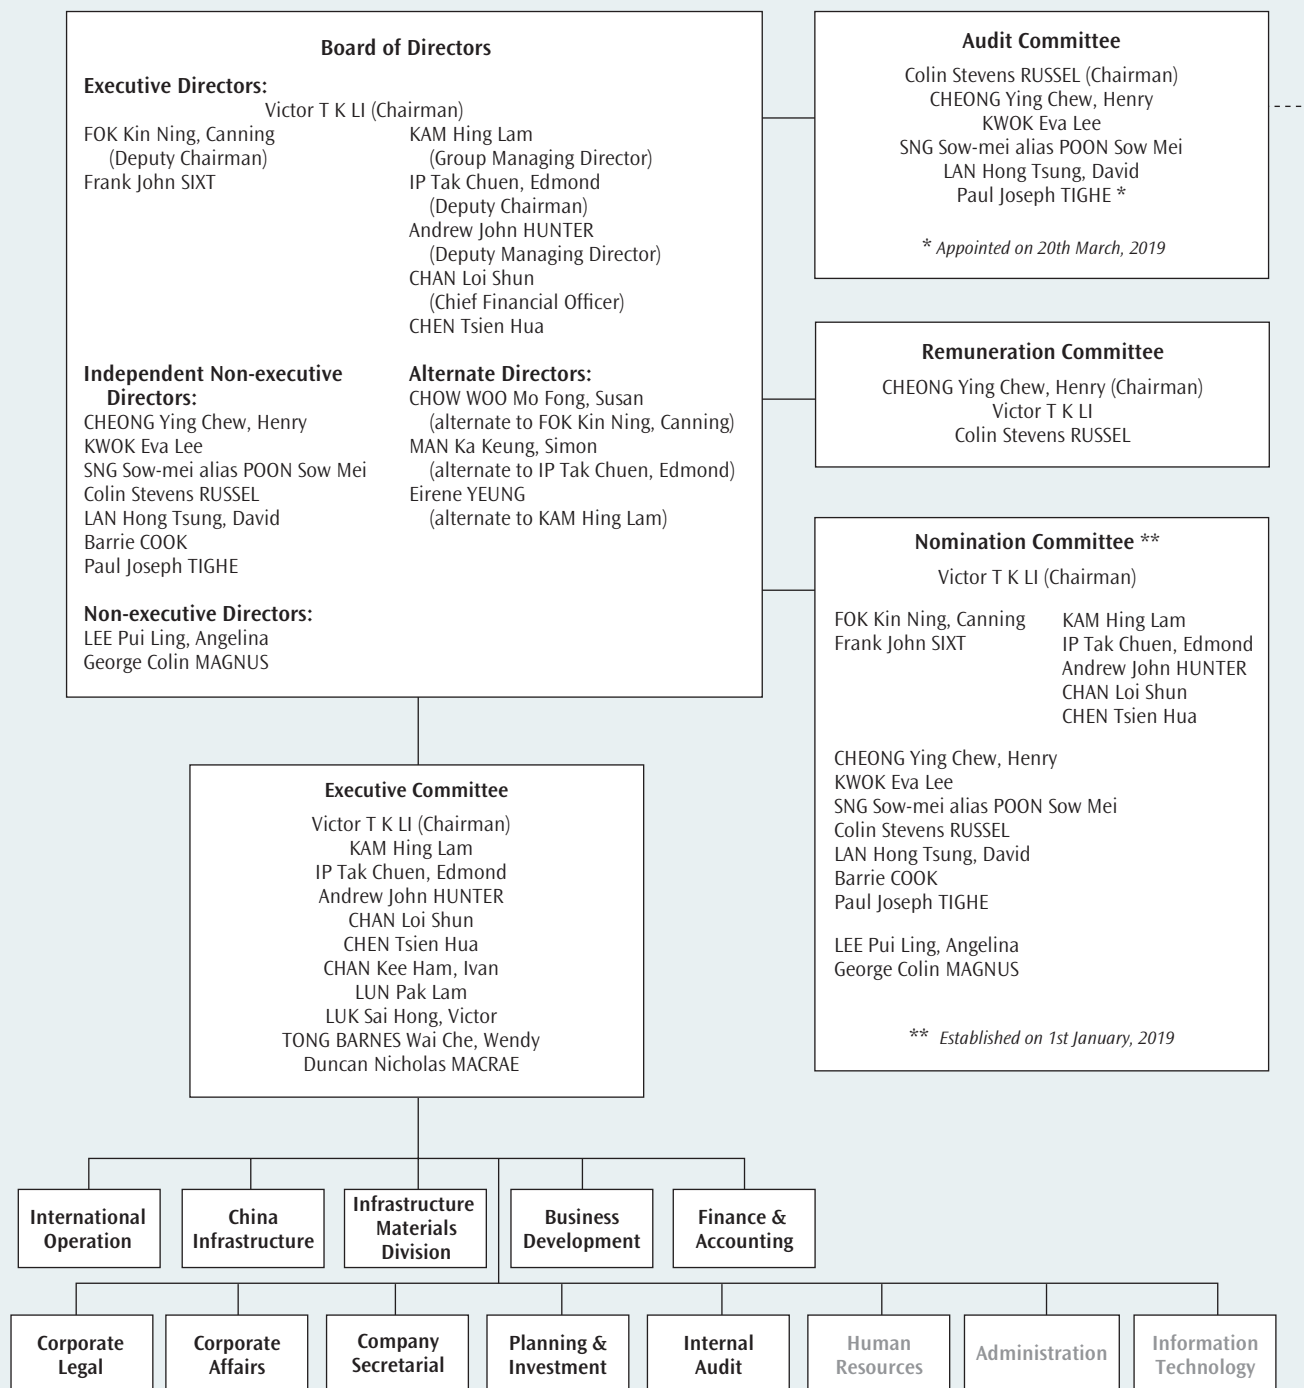 Board of Directors
Executive Directors:
Victor T K LI (Chairman)
FOK Kin Ning, Canning
(Deputy Chairman)
Frank John SIXT
KAM Hing Lam
(Group Managing Director)
IP Tak Chuen, Edmond
(Deputy Chairman)
Andrew John HUNTER
(Deputy Managing Director)
CHAN Loi Shun
(Chief Financial Officer)
CHEN Tsien Hua
Independent Non-executive
Directors:
CHEONG Ying Chew, Henry
KWOK Eva Lee
SNG Sow-mei alias POON Sow Mei
Colin Stevens RUSSEL
LAN Hong Tsung, David
Barrie COOK
Paul Joseph TIGHE
Alternate Directors:
CHOW WOO Mo Fong, Susan
(alternate to FOK Kin Ning, Canning)
MAN Ka Keung, Simon
(alternate to IP Tak Chuen, Edmond)
Eirene YEUNG
(alternate to KAM Hing Lam)
Non-executive Directors:
LEE Pui Ling, Angelina
George Colin MAGNUS
Audit Committee
Colin Stevens RUSSEL (Chairman)
CHEONG Ying Chew, Henry
KWOK Eva Lee
SNG Sow-mei alias POON Sow Mei
LAN Hong Tsung, David
Paul Joseph TIGHE *
* Appointed on 20th March, 2019
Remuneration Committee
CHEONG Ying Chew, Henry (Chairman)
Victor T K LI
Colin Stevens RUSSEL
Nomination Committee **
Victor T K LI (Chairman)
FOK Kin Ning, Canning
Frank John SIXT
KAM Hing Lam
IP Tak Chuen, Edmond
Andrew John HUNTER
CHAN Loi Shun
CHEN Tsien Hua
CHEONG Ying Chew, Henry
KWOK Eva Lee
SNG Sow-mei alias POON Sow Mei
Colin Stevens RUSSEL
LAN Hong Tsung, David
Barrie COOK
Paul Joseph TIGHE
LEE Pui Ling, Angelina
George Colin MAGNUS
** Established on 1st January, 2019
Executive Committee
Victor T K LI (Chairman)
KAM Hing Lam
IP Tak Chuen, Edmond
Andrew John HUNTER
CHAN Loi Shun
CHEN Tsien Hua
CHAN Kee Ham, Ivan
LUN Pak Lam
LUK Sai Hong, Victor
TONG BARNES Wai Che, Wendy
Duncan Nicholas MACRAE
International
Operation
China
Infrastructure
Infrastructure
Materials
Division
Business
Development
Finance &
Accounting
Corporate
Legal
Corporate
Affairs
Company
Secretarial
Planning &
Investment
Internal
Audit
Human
Resources
Administration
Information
Technology